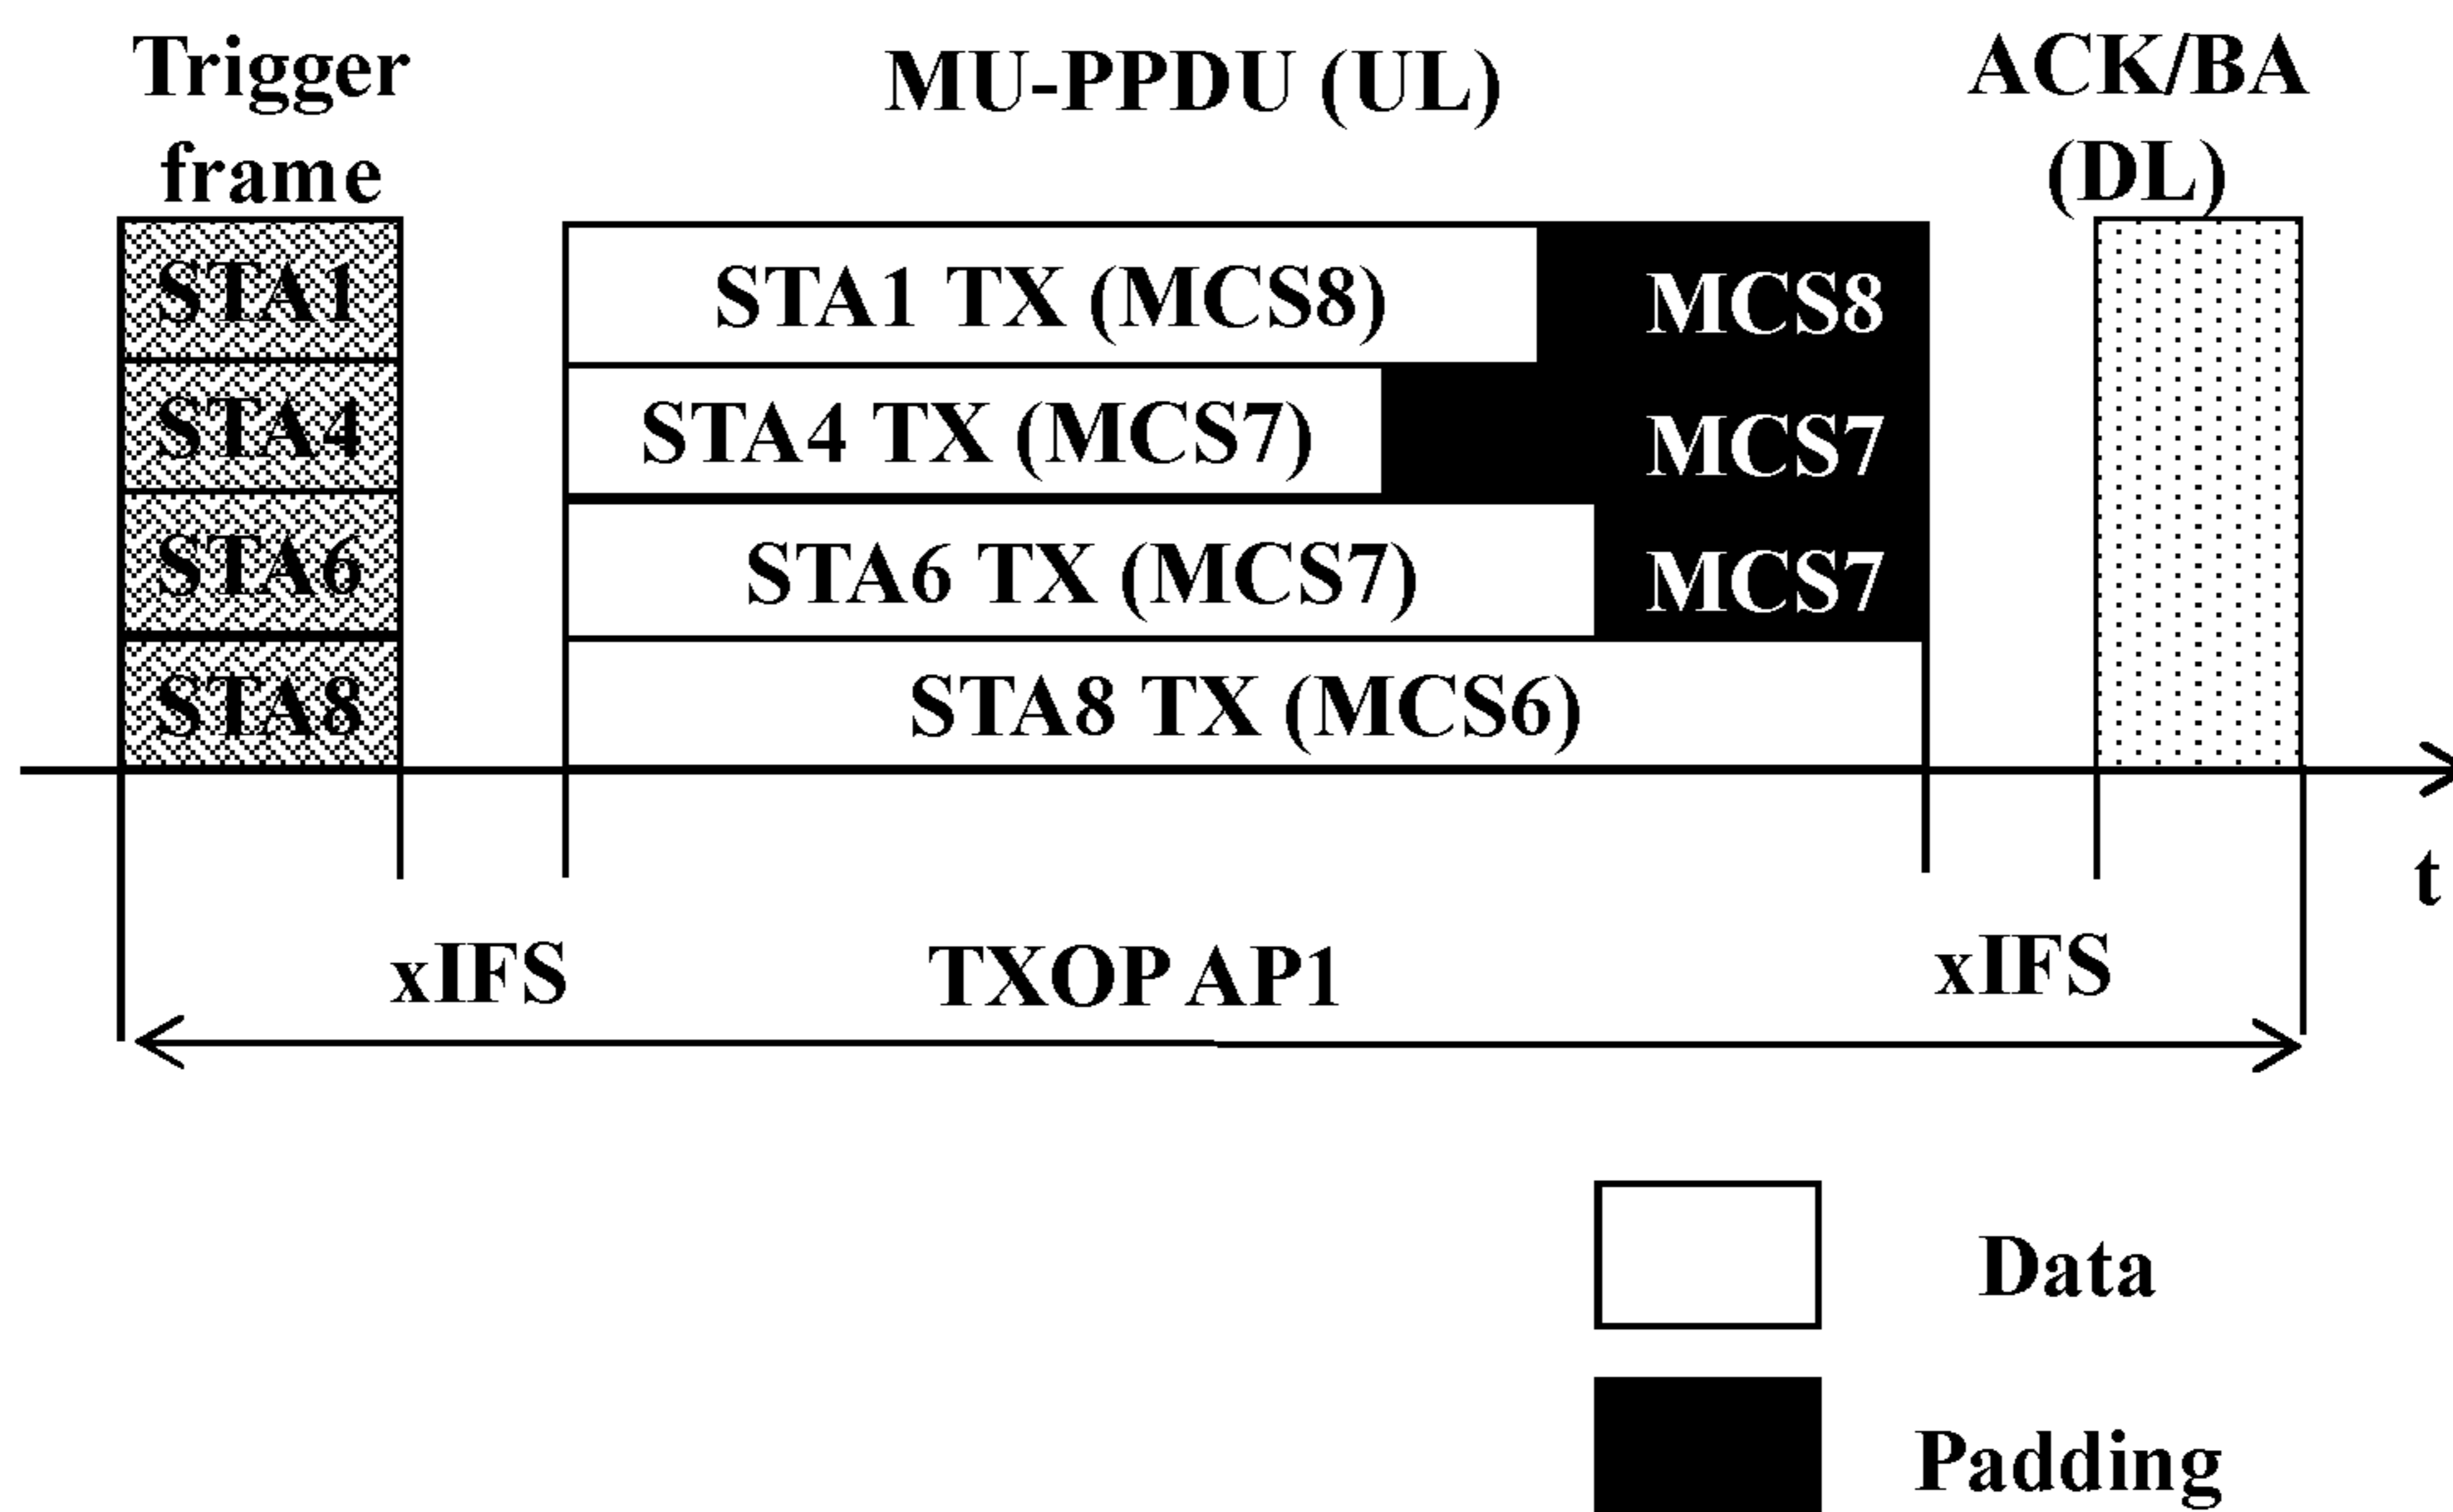 Trigger
frame
MU-PPDU (UL)
ACK/BA
(DL)
STA1
STA1 TX (MCS8)
MCS8
STA4
STA4 TX (MCS7)
MCS7
STA6
STA6 TX (MCS7)
MCS7
STA8
STA8 TX (MCS6)
t
xIFS
TXOP AP1
xIFS
Data
Padding